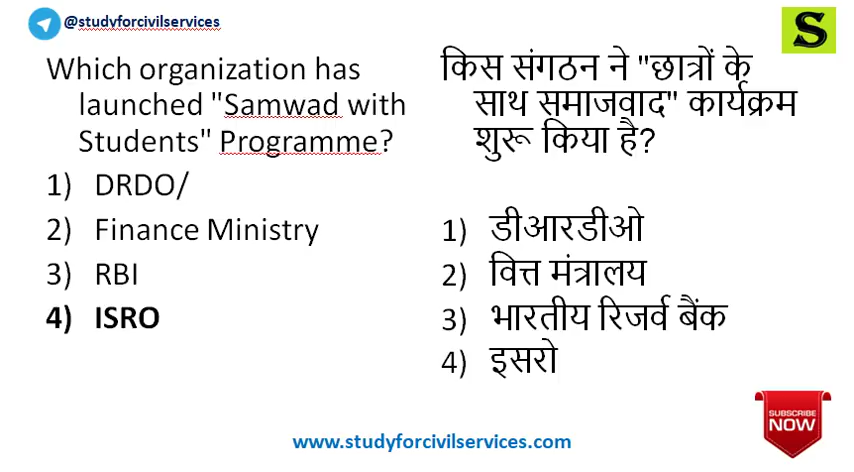 @studyforcivilservices
S
Which organization has
launched "Samwad with
Students" Programme?
1) DRDO/
2) Finance Ministry
3) RBI
4) ISRO
किस संगठन ने "छात्रों के
साथ समाजवाद" कार्यक्रम
शुरू किया है?
1) डीआरडीओ
2) वित्त मंत्रालय
3) भारतीय रिजर्व बैंक
4) इसरो
SUBSCRIBE
NOW
www.studyforcivilservices.com